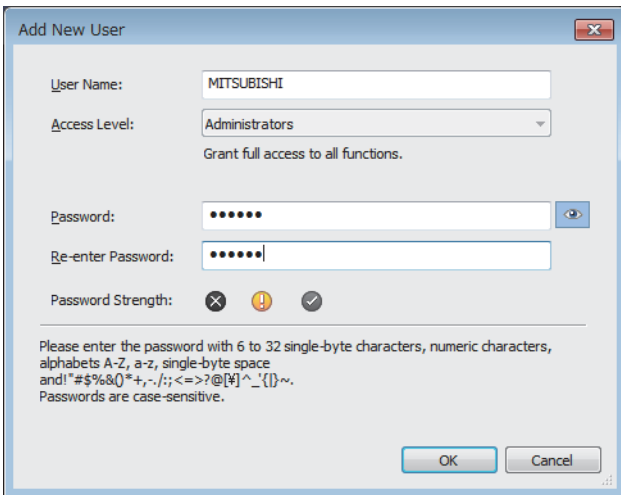 Add New User
User Name: MITSUBISHI
Access Level: Administrators
Grant full access to all functions.
Password: ••••••
Re-enter Password: ••••••
Password Strength:
Please enter the password with 6 to 32 single-byte characters, numeric characters,
alphabets A-Z, a-z, single-byte space
and!"#$%&()*+,-./:;<=>?@[¥]^_'{|}~.
Passwords are case-sensitive.
OK Cancel